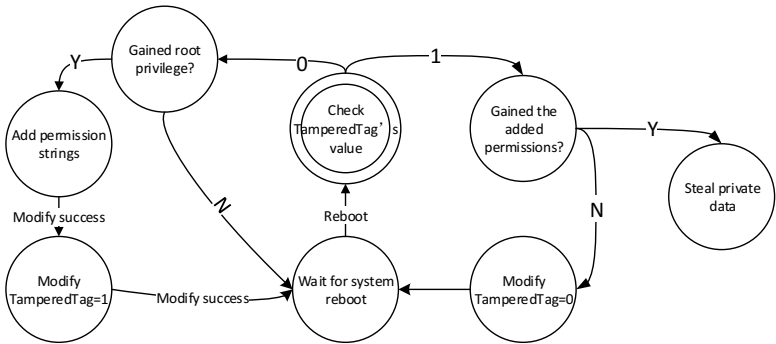 Gained root
privilege?
Y
0
1
Check
TamperedTag's
value
Gained the
added
permissions?
Y
Add permission
strings
Steal private
data
N
N
Modify success
Reboot
Modify
TamperedTag=1
Modify success
Wait for system
reboot
Modify
TamperedTag=0